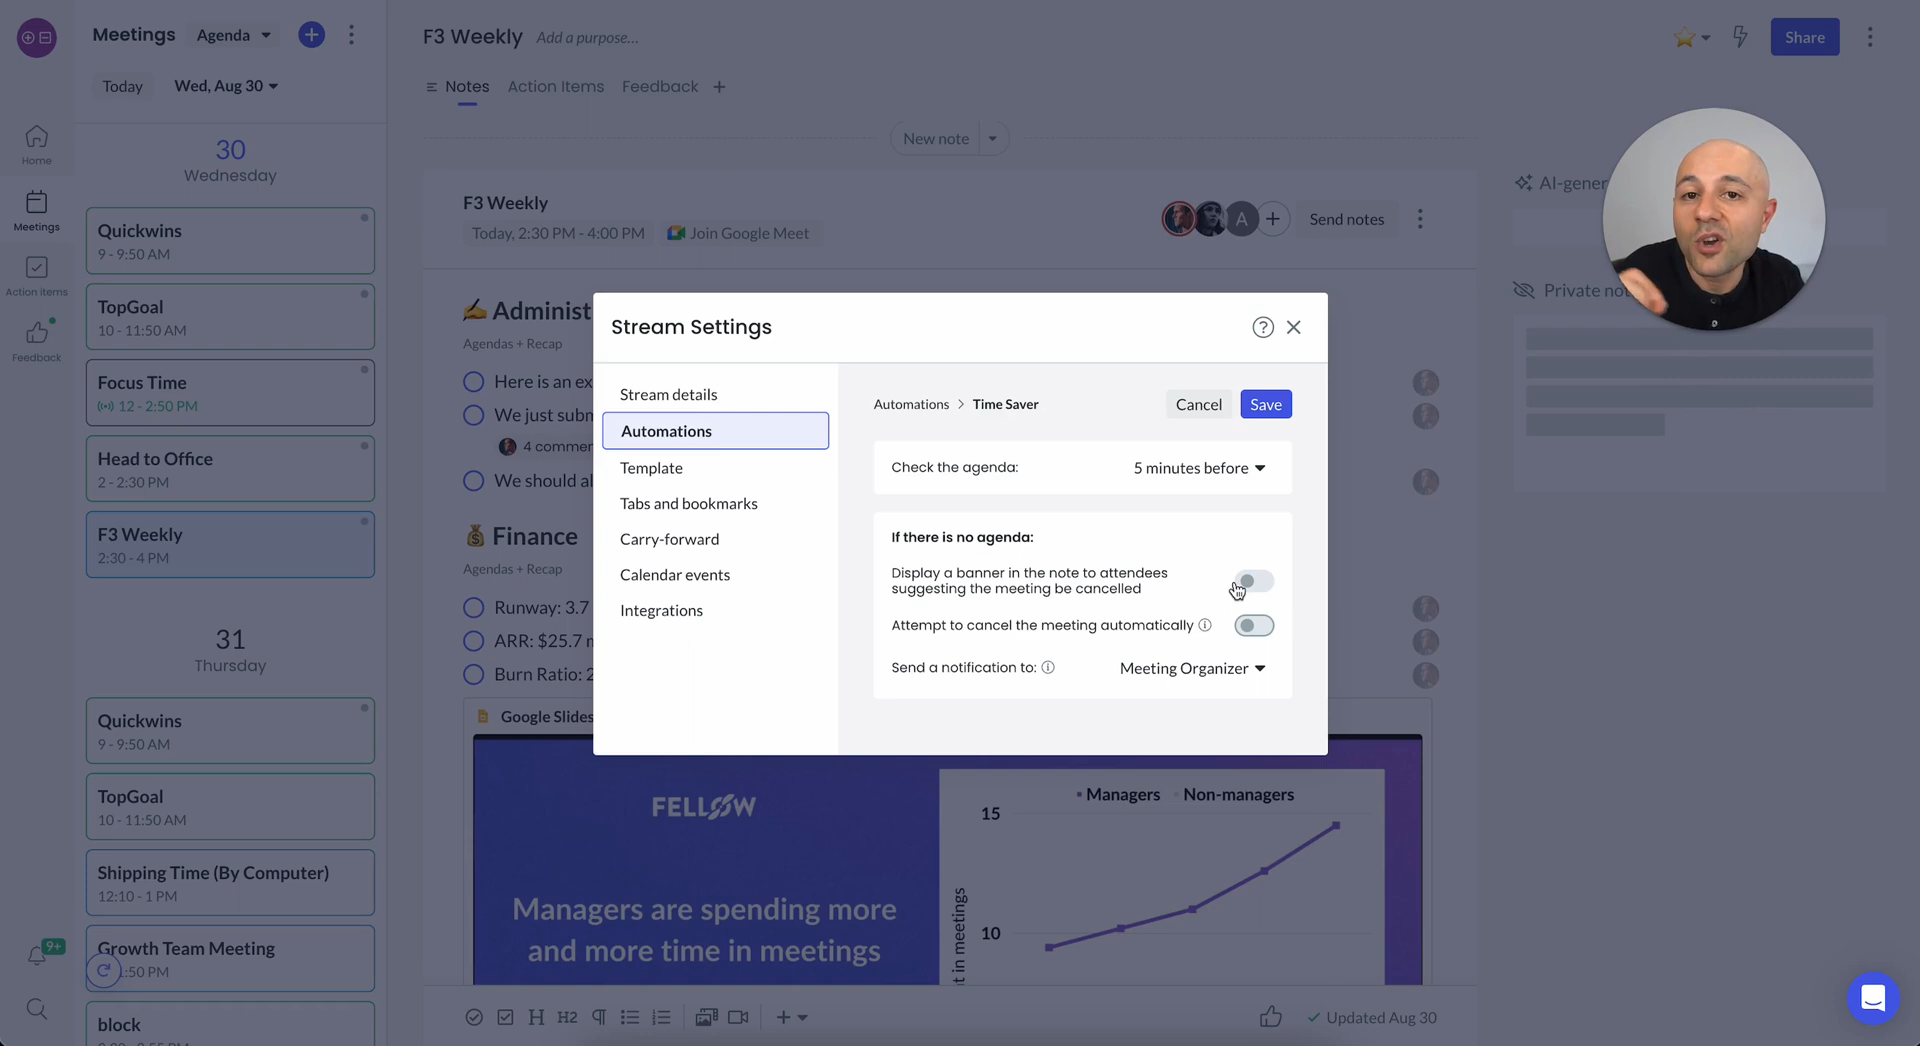 Meetings
Agenda
Today
Wed, Aug 30
Home
Meetings
Action items
Feedback
9+
30
Wednesday
Quickwins
9 - 9:50 AM
TopGoal
10 - 11:50 AM
Focus Time
12 - 2:50 PM
Head to Office
2 - 2:30 PM
F3 Weekly
2:30 - 4 PM
31
Thursday
Quickwins
9 - 9:50 AM
TopGoal
10 - 11:50 AM
Shipping Time (By Computer)
12:10 - 1 PM
Growth Team Meeting
:50 PM
block
F3 Weekly
Add a purpose...
Share
Notes
Action Items
Feedback
New note
F3 Weekly
Today, 2:30 PM - 4:00 PM
Join Google Meet
A
Send notes
Administ
Agendas + Recap
Here is an ex
We just subm
4 commen
We should al
Finance
Agendas + Recap
Runway: 3.7
ARR: $25.7 m
Burn Ratio: 2
Google Slides
FELLOW
Managers are spending more
and more time in meetings
Managers
Non-managers
15
10
t in meetings
H
H2
Updated Aug 30
AI-gener
Private not
Stream Settings
?
Stream details
Automations
Template
Tabs and bookmarks
Carry-forward
Calendar events
Integrations
Automations > Time Saver
Cancel
Save
Check the agenda:
5 minutes before
If there is no agenda:
Display a banner in the note to attendees
suggesting the meeting be cancelled
Attempt to cancel the meeting automatically
Send a notification to:
Meeting Organizer